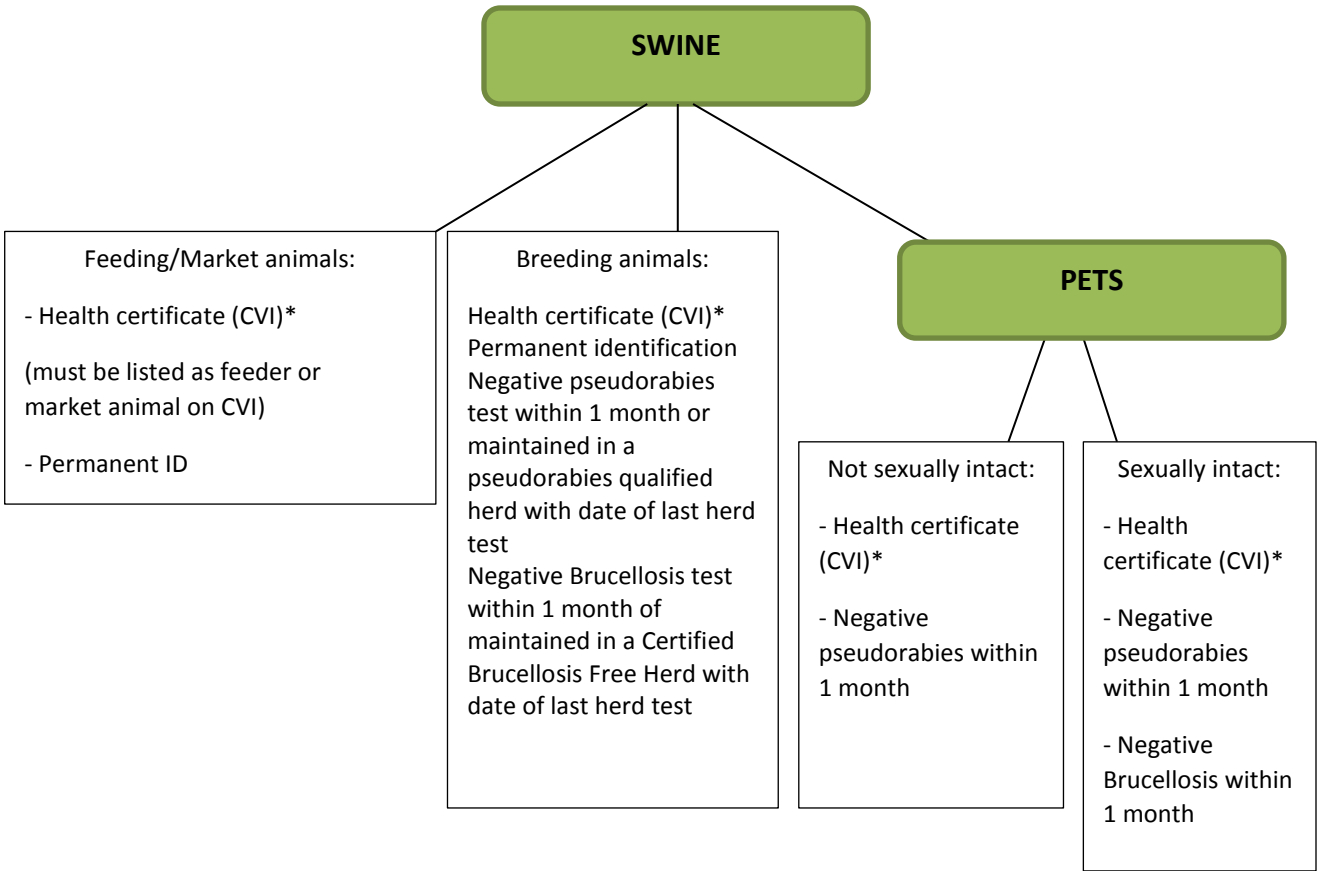 SWINE
Feeding/Market animals:
- Health certificate (CVI)*
(must be listed as feeder or
market animal on CVI)
- Permanent ID
Breeding animals:
Health certificate (CVI)*
Permanent identification
Negative pseudorabies
test within 1 month or
maintained in a
pseudorabies qualified
herd with date of last herd
test
Negative Brucellosis test
within 1 month of
maintained in a Certified
Brucellosis Free Herd with
date of last herd test
PETS
Not sexually intact:
- Health certificate
(CVI)*
- Negative
pseudorabies within
1 month
Sexually intact:
- Health
certificate (CVI)*
- Negative
pseudorabies
within 1 month
- Negative
Brucellosis within
1 month